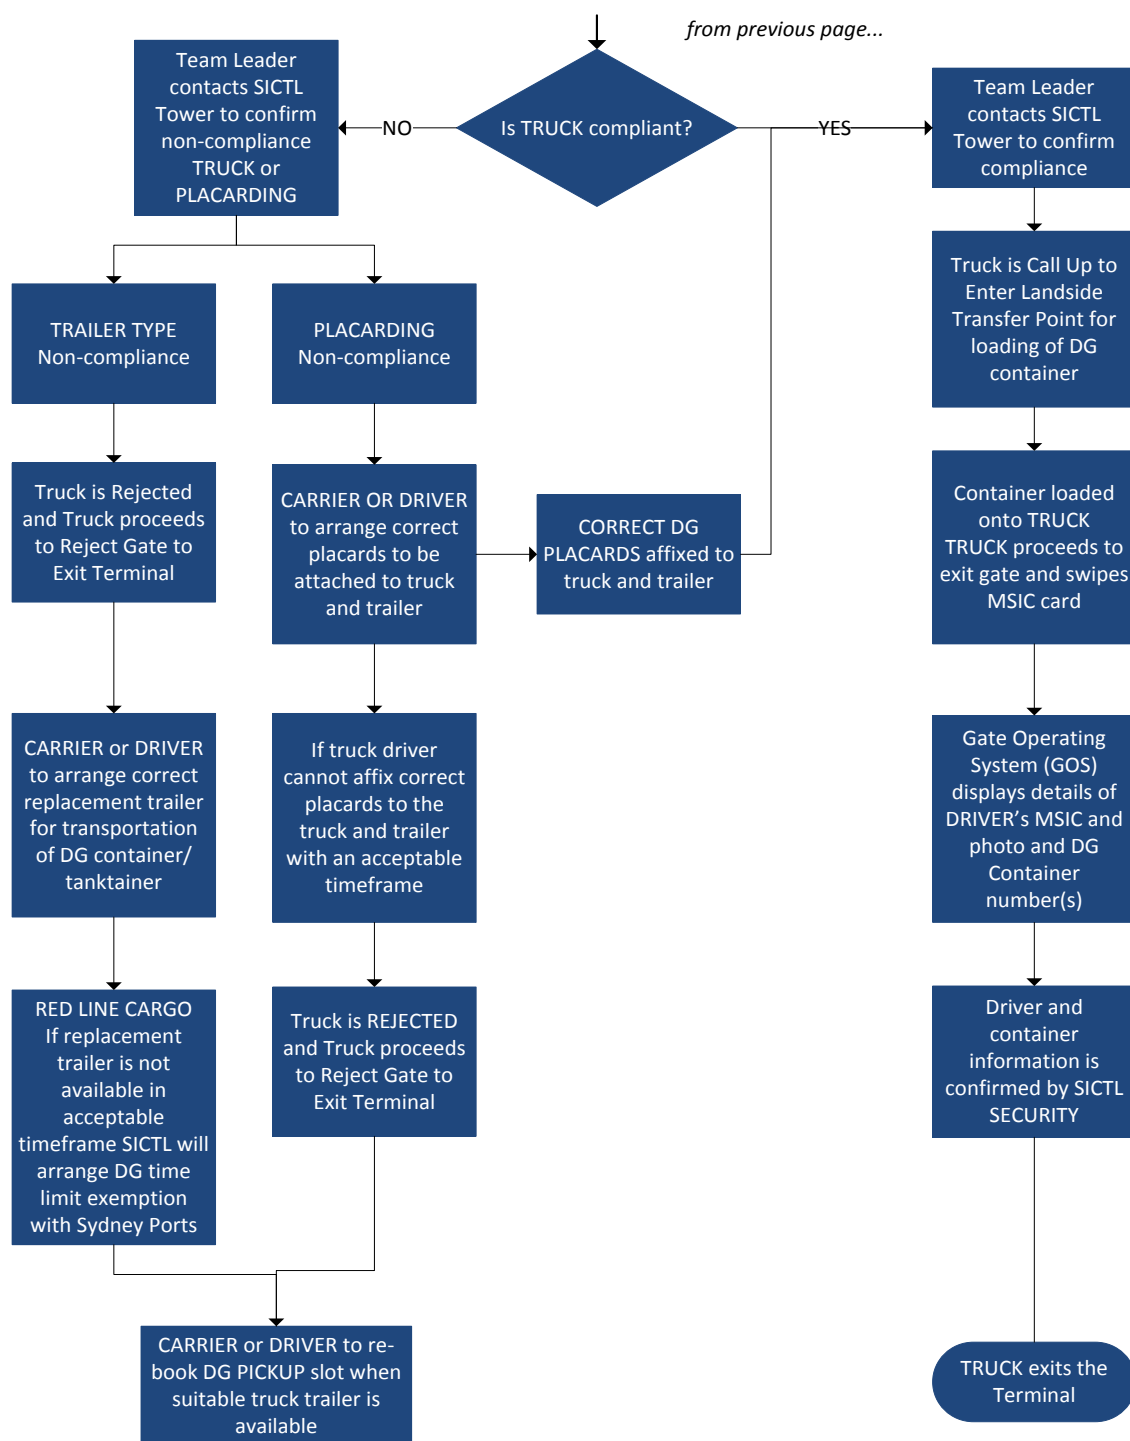 from previous page...
Team Leader
contacts SICTL
Tower to confirm
non-compliance
TRUCK or
PLACARDING
NO
Is TRUCK compliant?
YES
Team Leader
contacts SICTL
Tower to confirm
compliance
TRAILER TYPE
Non-compliance
PLACARDING
Non-compliance
Truck is Call Up to
Enter Landside
Transfer Point for
loading of DG
container
Truck is Rejected
and Truck proceeds
to Reject Gate to
Exit Terminal
CARRIER OR DRIVER
to arrange correct
placards to be
attached to truck
and trailer
CORRECT DG
PLACARDS affixed to
truck and trailer
Container loaded
onto TRUCK
TRUCK proceeds to
exit gate and swipes
MSIC card
CARRIER or DRIVER
to arrange correct
replacement trailer
for transportation
of DG container/
tanktainer
If truck driver
cannot affix correct
placards to the
truck and trailer
with an acceptable
timeframe
Gate Operating
System (GOS)
displays details of
DRIVER's MSIC and
photo and DG
Container
number(s)
RED LINE CARGO
If replacement
trailer is not
available in
acceptable
timeframe SICTL will
arrange DG time
limit exemption
with Sydney Ports
Truck is REJECTED
and Truck proceeds
to Reject Gate to
Exit Terminal
Driver and
container
information is
confirmed by SICTL
SECURITY
CARRIER or DRIVER to re-
book DG PICKUP slot when
suitable truck trailer is
available
TRUCK exits the
Terminal